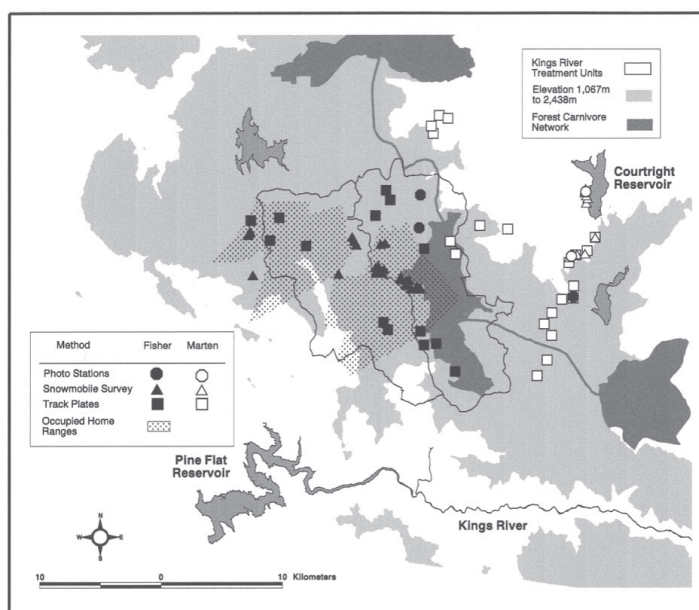 Kings River
Treatment Units
Elevation 1,067m
to 2,438m
Forest Carnivore
Network
Courtright
Reservoir
Method Fisher Marten
Photo Stations
Snowmobile Survey
Track Plates
Occupied Home
Ranges
Pine Flat
Reservoir
Kings River
N
W E
S
10 0 10 Kilometers